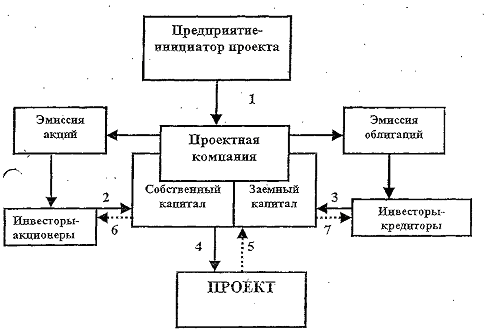 Предприятие-
инициатор проекта
1
Эмиссия
акций
Проектная
компания
Эмиссия
облигаций
Собственный
капитал
Заемный
капитал
2
3
Инвесторы-
акционеры
6
7
Инвесторы-
кредиторы
4
5
ПРОЕКТ